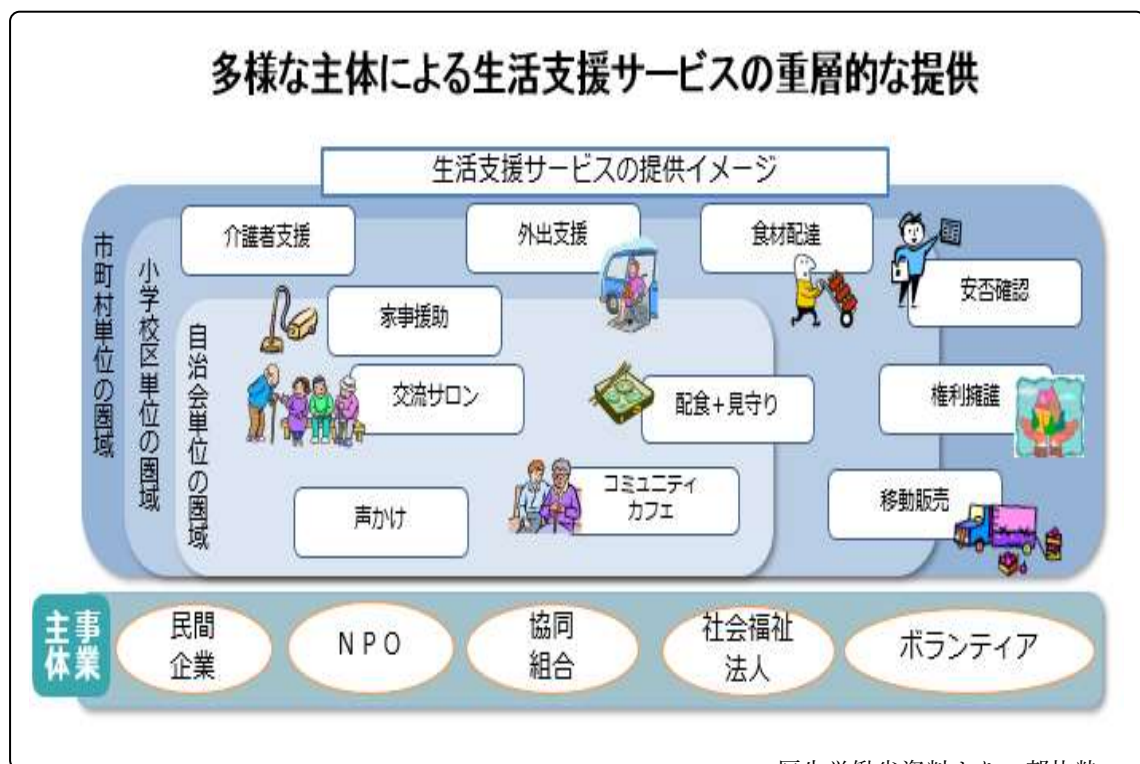 多様な主体による生活支援サービスの重層的な提供
生活支援サービスの提供イメージ
市町村単位の圏域
小学校区単位の圏域
自治会単位の圏域
介護者支援
外出支援
食材配達
安否確認
家事援助
交流サロン
配食+見守り
権利擁護
声かけ
コミュニティ
カフェ
移動販売
事業
主体
民間
企業
NPO
協同
組合
社会福祉
法人
ボランティア